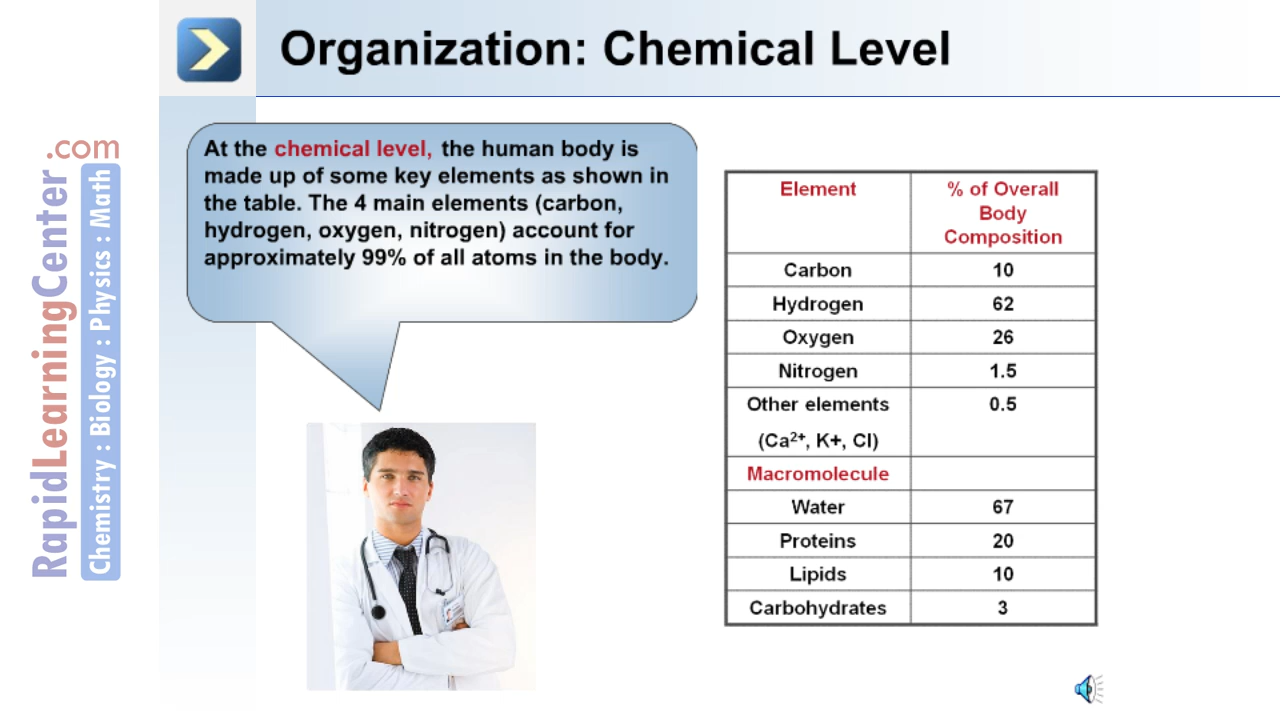 Organization: Chemical Level
At the chemical level, the human body is
made up of some key elements as shown in
the table. The 4 main elements (carbon,
hydrogen, oxygen, nitrogen) account for
approximately 99% of all atoms in the body.
Element % of Overall
Body
Composition
Carbon 10
Hydrogen 62
Oxygen 26
Nitrogen 1.5
Other elements 0.5
(Ca²⁺, K+, Cl)
Macromolecule
Water 67
Proteins 20
Lipids 10
Carbohydrates 3
RapidLearningCenter.com
Chemistry : Biology : Physics : Math